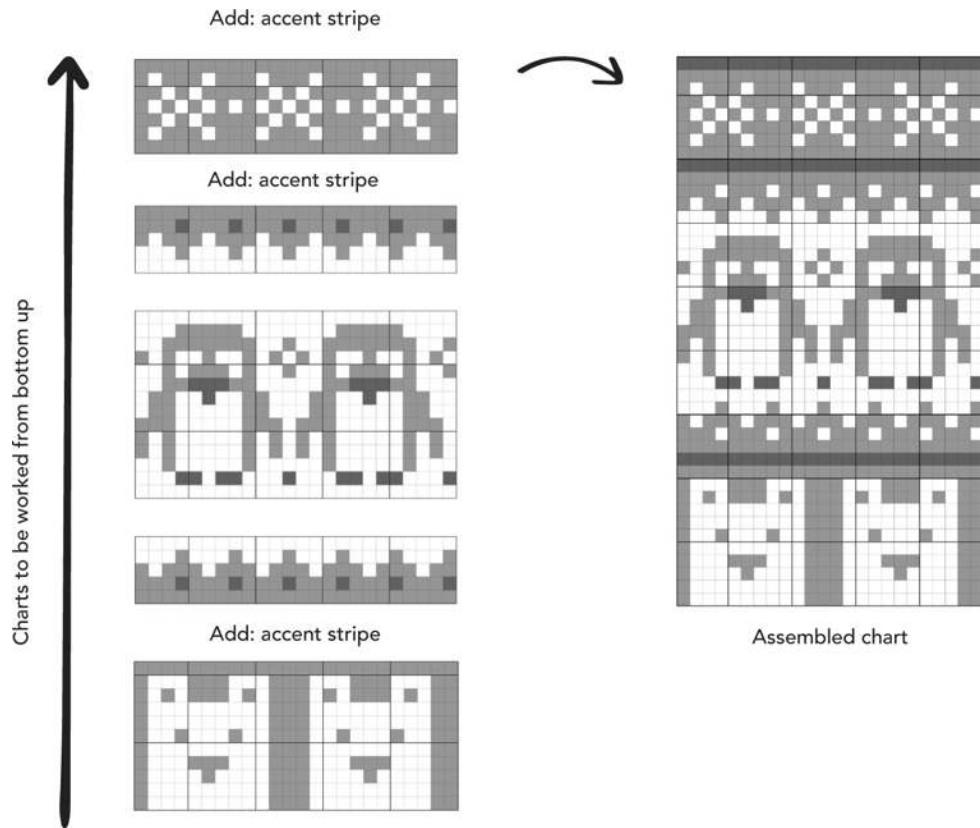 Add: accent stripe
Add: accent stripe
Charts to be worked from bottom up
Add: accent stripe
Assembled chart